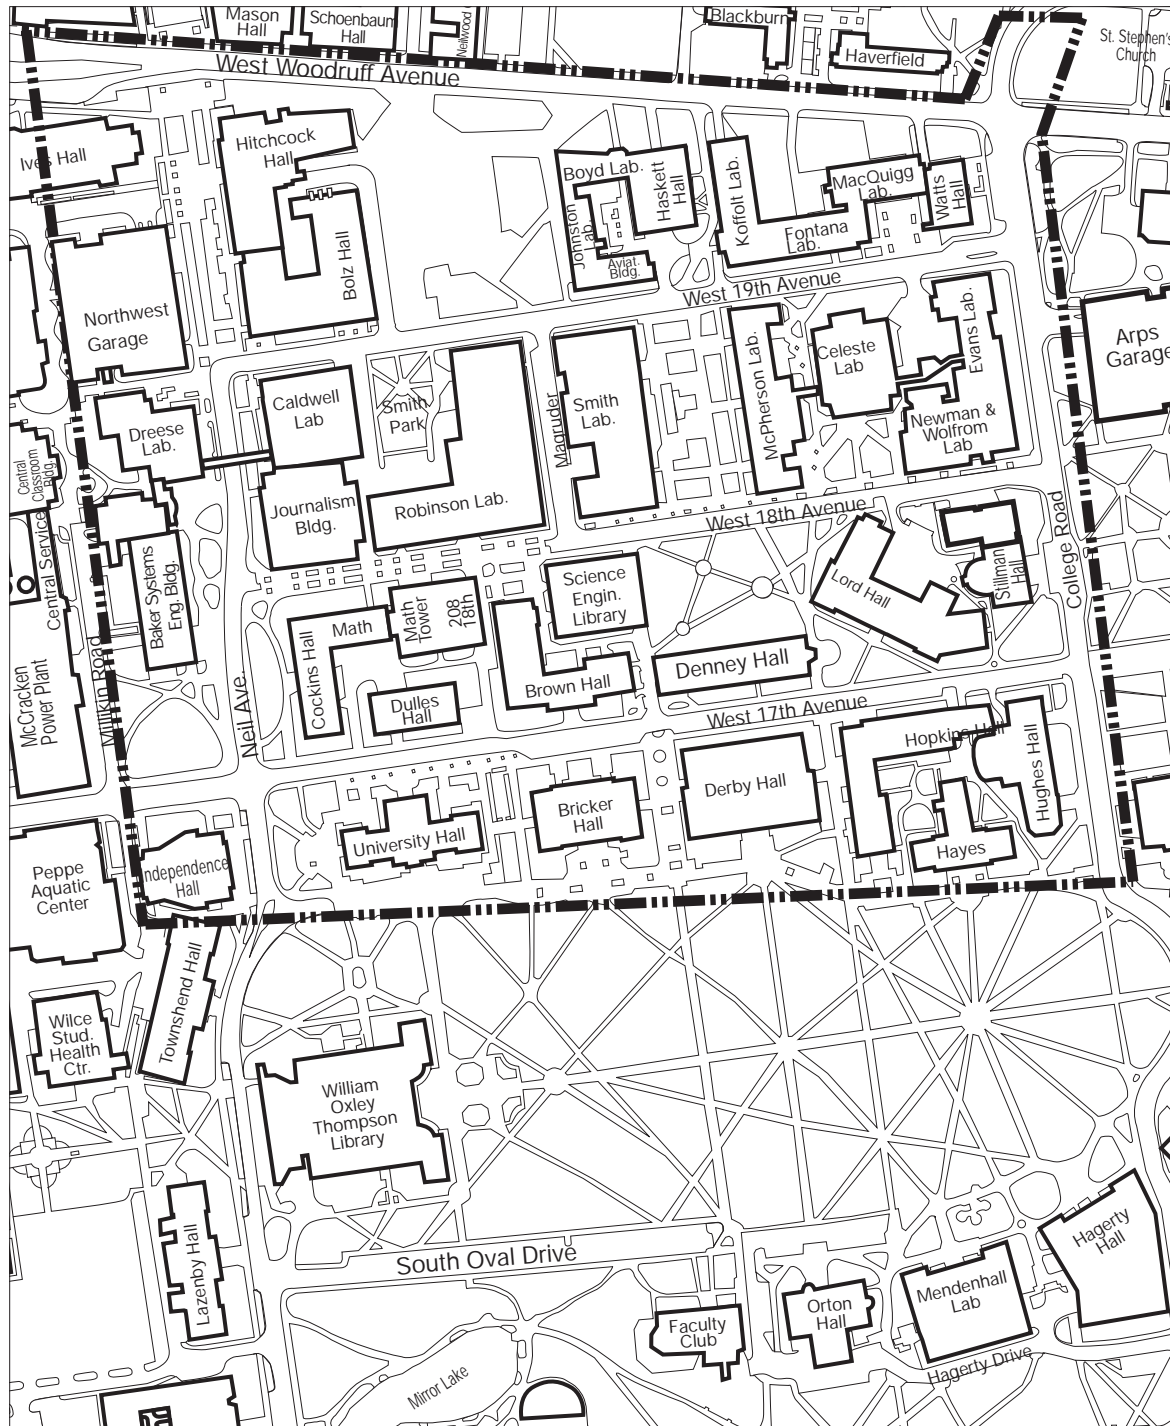 Mason
Hall
Schoenbaum
Hall
Neilwood
Blackburn
Haverfield
St. Stephen's
Church
West Woodruff Avenue
Ives Hall
Hitchcock
Hall
Boyd Lab.
Haskett
Hall
Johnston
Lab.
Aviat.
Bldg.
Koffolt Lab.
MacQuigg
Lab.
Watts
Hall
Fontana
Lab.
Bolz Hall
West 19th Avenue
Northwest
Garage
Evans Lab.
Arps
Garage
McPherson Lab.
Celeste
Lab
Caldwell
Lab
Smith
Park
Magruder
Smith
Lab.
Newman &
Wolfrom
Lab
Dreese
Lab.
Central
Classroom
Bldg.
Journalism
Bldg.
Robinson Lab.
West 18th Avenue
College Road
Central Service
Baker Systems
Eng. Bldg.
Science
Engin.
Library
Lord Hall
Stillman
Hall
Math
Math
Tower
208
18th
Cockins Hall
McCracken
Power Plant
Millikin Road
Neil Ave.
Dulles
Hall
Brown Hall
Denney Hall
West 17th Avenue
Hopkins Hall
Hughes Hall
Derby Hall
Bricker
Hall
University Hall
Hayes
Peppe
Aquatic
Center
Independence
Hall
Townshend Hall
Wilce
Stud.
Health
Ctr.
William
Oxley
Thompson
Library
Lazenby Hall
South Oval Drive
Hagerty
Hall
Mendenhall
Lab
Orton
Hall
Faculty
Club
Hagerty Drive
Mirror Lake